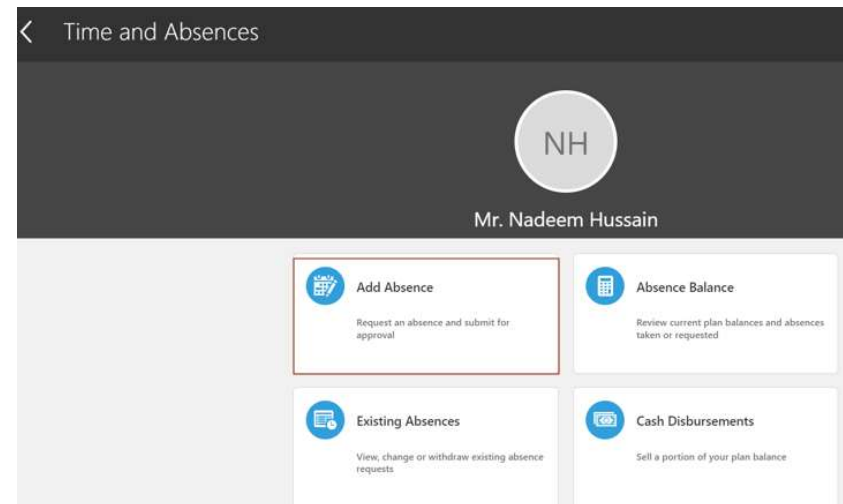 Time and Absences
NH
Mr. Nadeem Hussain
Add Absence
Request an absence and submit for
approval
Absence Balance
Review current plan balances and absences
taken or requested
Existing Absences
View, change or withdraw existing absence
requests
Cash Disbursements
Sell a portion of your plan balance